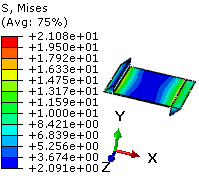 S, Mises
(Avg: 75%)
+2.108e+01
+1.950e+01
+1.792e+01
+1.633e+01
+1.475e+01
+1.317e+01
+1.159e+01
+1.000e+01
+8.421e+00
+6.839e+00
+5.256e+00
+3.674e+00
+2.091e+00
Y
Z X